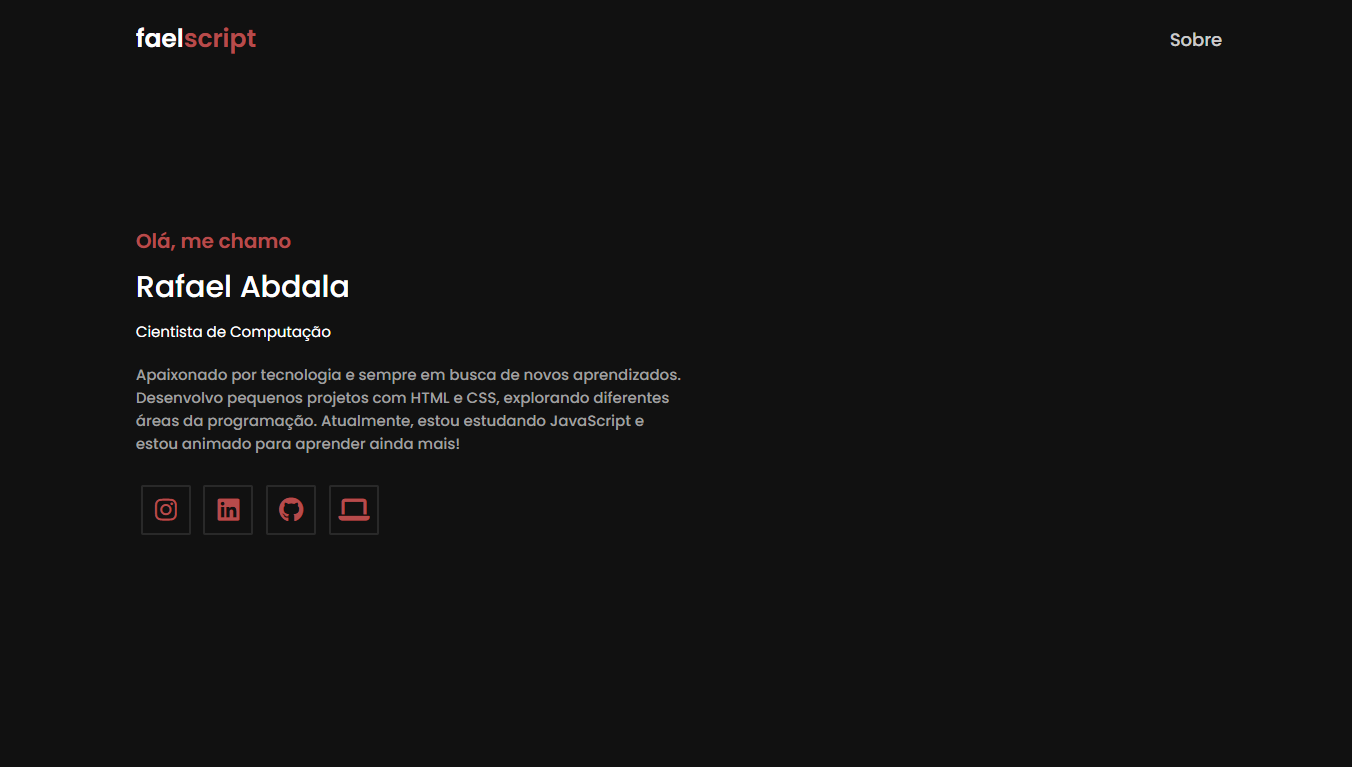 faelscript
Sobre
Olá, me chamo
Rafael Abdala
Cientista de Computação
Apaixonado por tecnologia e sempre em busca de novos aprendizados.
Desenvolvo pequenos projetos com HTML e CSS, explorando diferentes
áreas da programação. Atualmente, estou estudando JavaScript e
estou animado para aprender ainda mais!